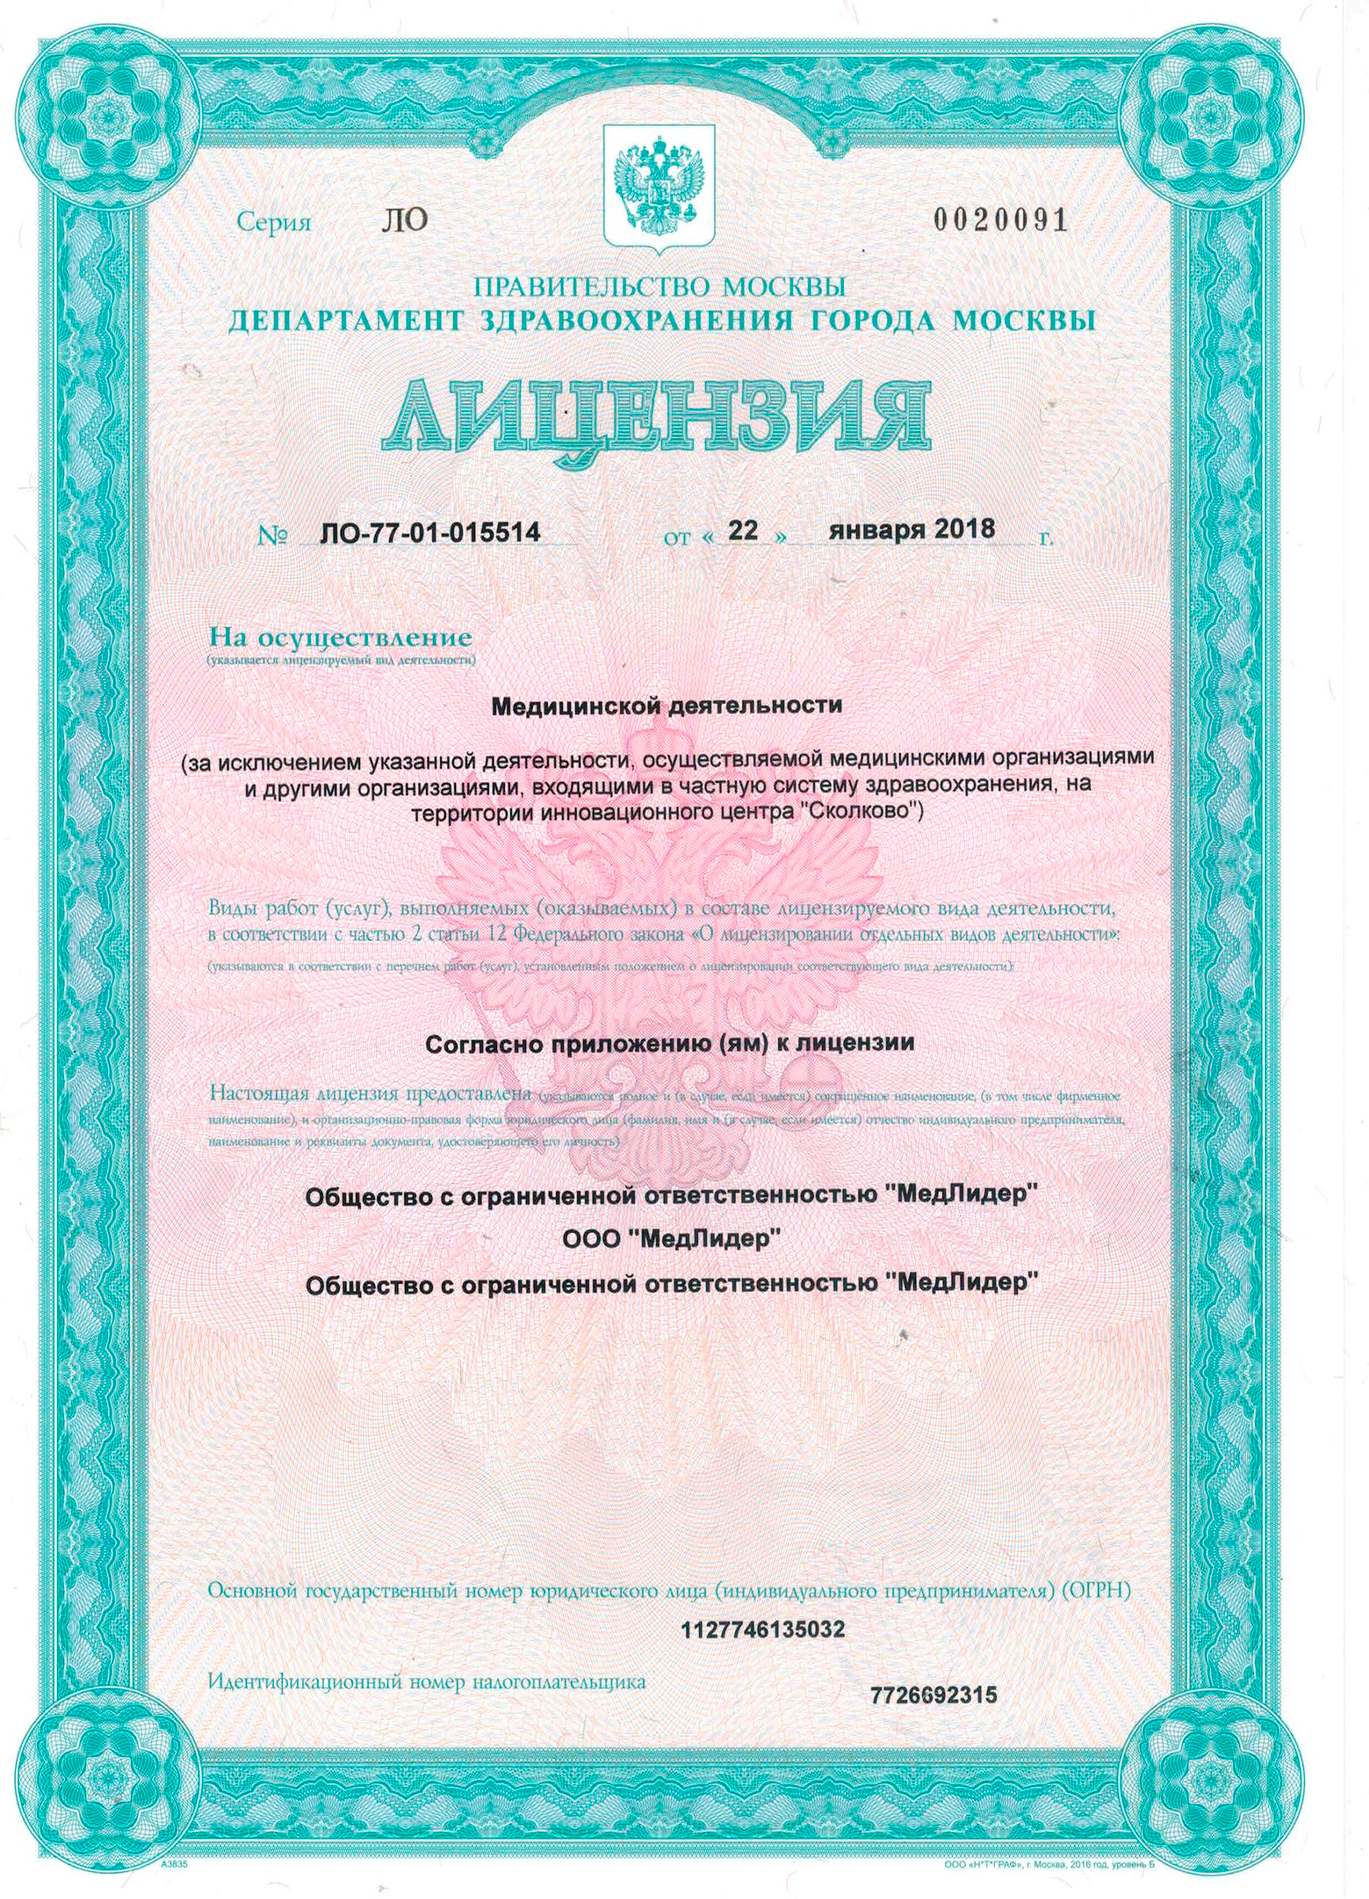 Серия ЛО 0020091
ПРАВИТЕЛЬСТВО МОСКВЫ
ДЕПАРТАМЕНТ ЗДРАВООХРАНЕНИЯ ГОРОДА МОСКВЫ
ЛИЦЕНЗИЯ
№ ЛО-77-01-015514 от « 22 » января 2018 г.
На осуществление
(указывается лицензируемый вид деятельности)
Медицинской деятельности
(за исключением указанной деятельности, осуществляемой медицинскими организациями
и другими организациями, входящими в частную систему здравоохранения, на
территории инновационного центра "Сколково")
Виды работ (услуг), выполняемых (оказываемых) в составе лицензируемого вида деятельности,
в соответствии с частью 2 статьи 12 Федерального закона «О лицензировании отдельных видов деятельности»:
(указываются в соответствии с перечнем работ (услуг), установленным положением о лицензировании соответствующего вида деятельности):
Согласно приложению (ям) к лицензии
Настоящая лицензия предоставлена (указываются полное и (в случае, если имеется) сокращённое наименование, (в том числе фирменное
наименование), и организационно-правовая форма юридического лица (фамилия, имя и (в случае, если имеется) отчество индивидуального предпринимателя,
наименование и реквизиты документа, удостоверяющего его личность)
Общество с ограниченной ответственностью "МедЛидер"
ООО "МедЛидер"
Общество с ограниченной ответственностью "МедЛидер"
Основной государственный номер юридического лица (индивидуального предпринимателя) (ОГРН)
1127746135032
Идентификационный номер налогоплательщика
7726692315
А3835 ООО «Н*Т*ГРАФ», г. Москва, 2016 год, уровень Б